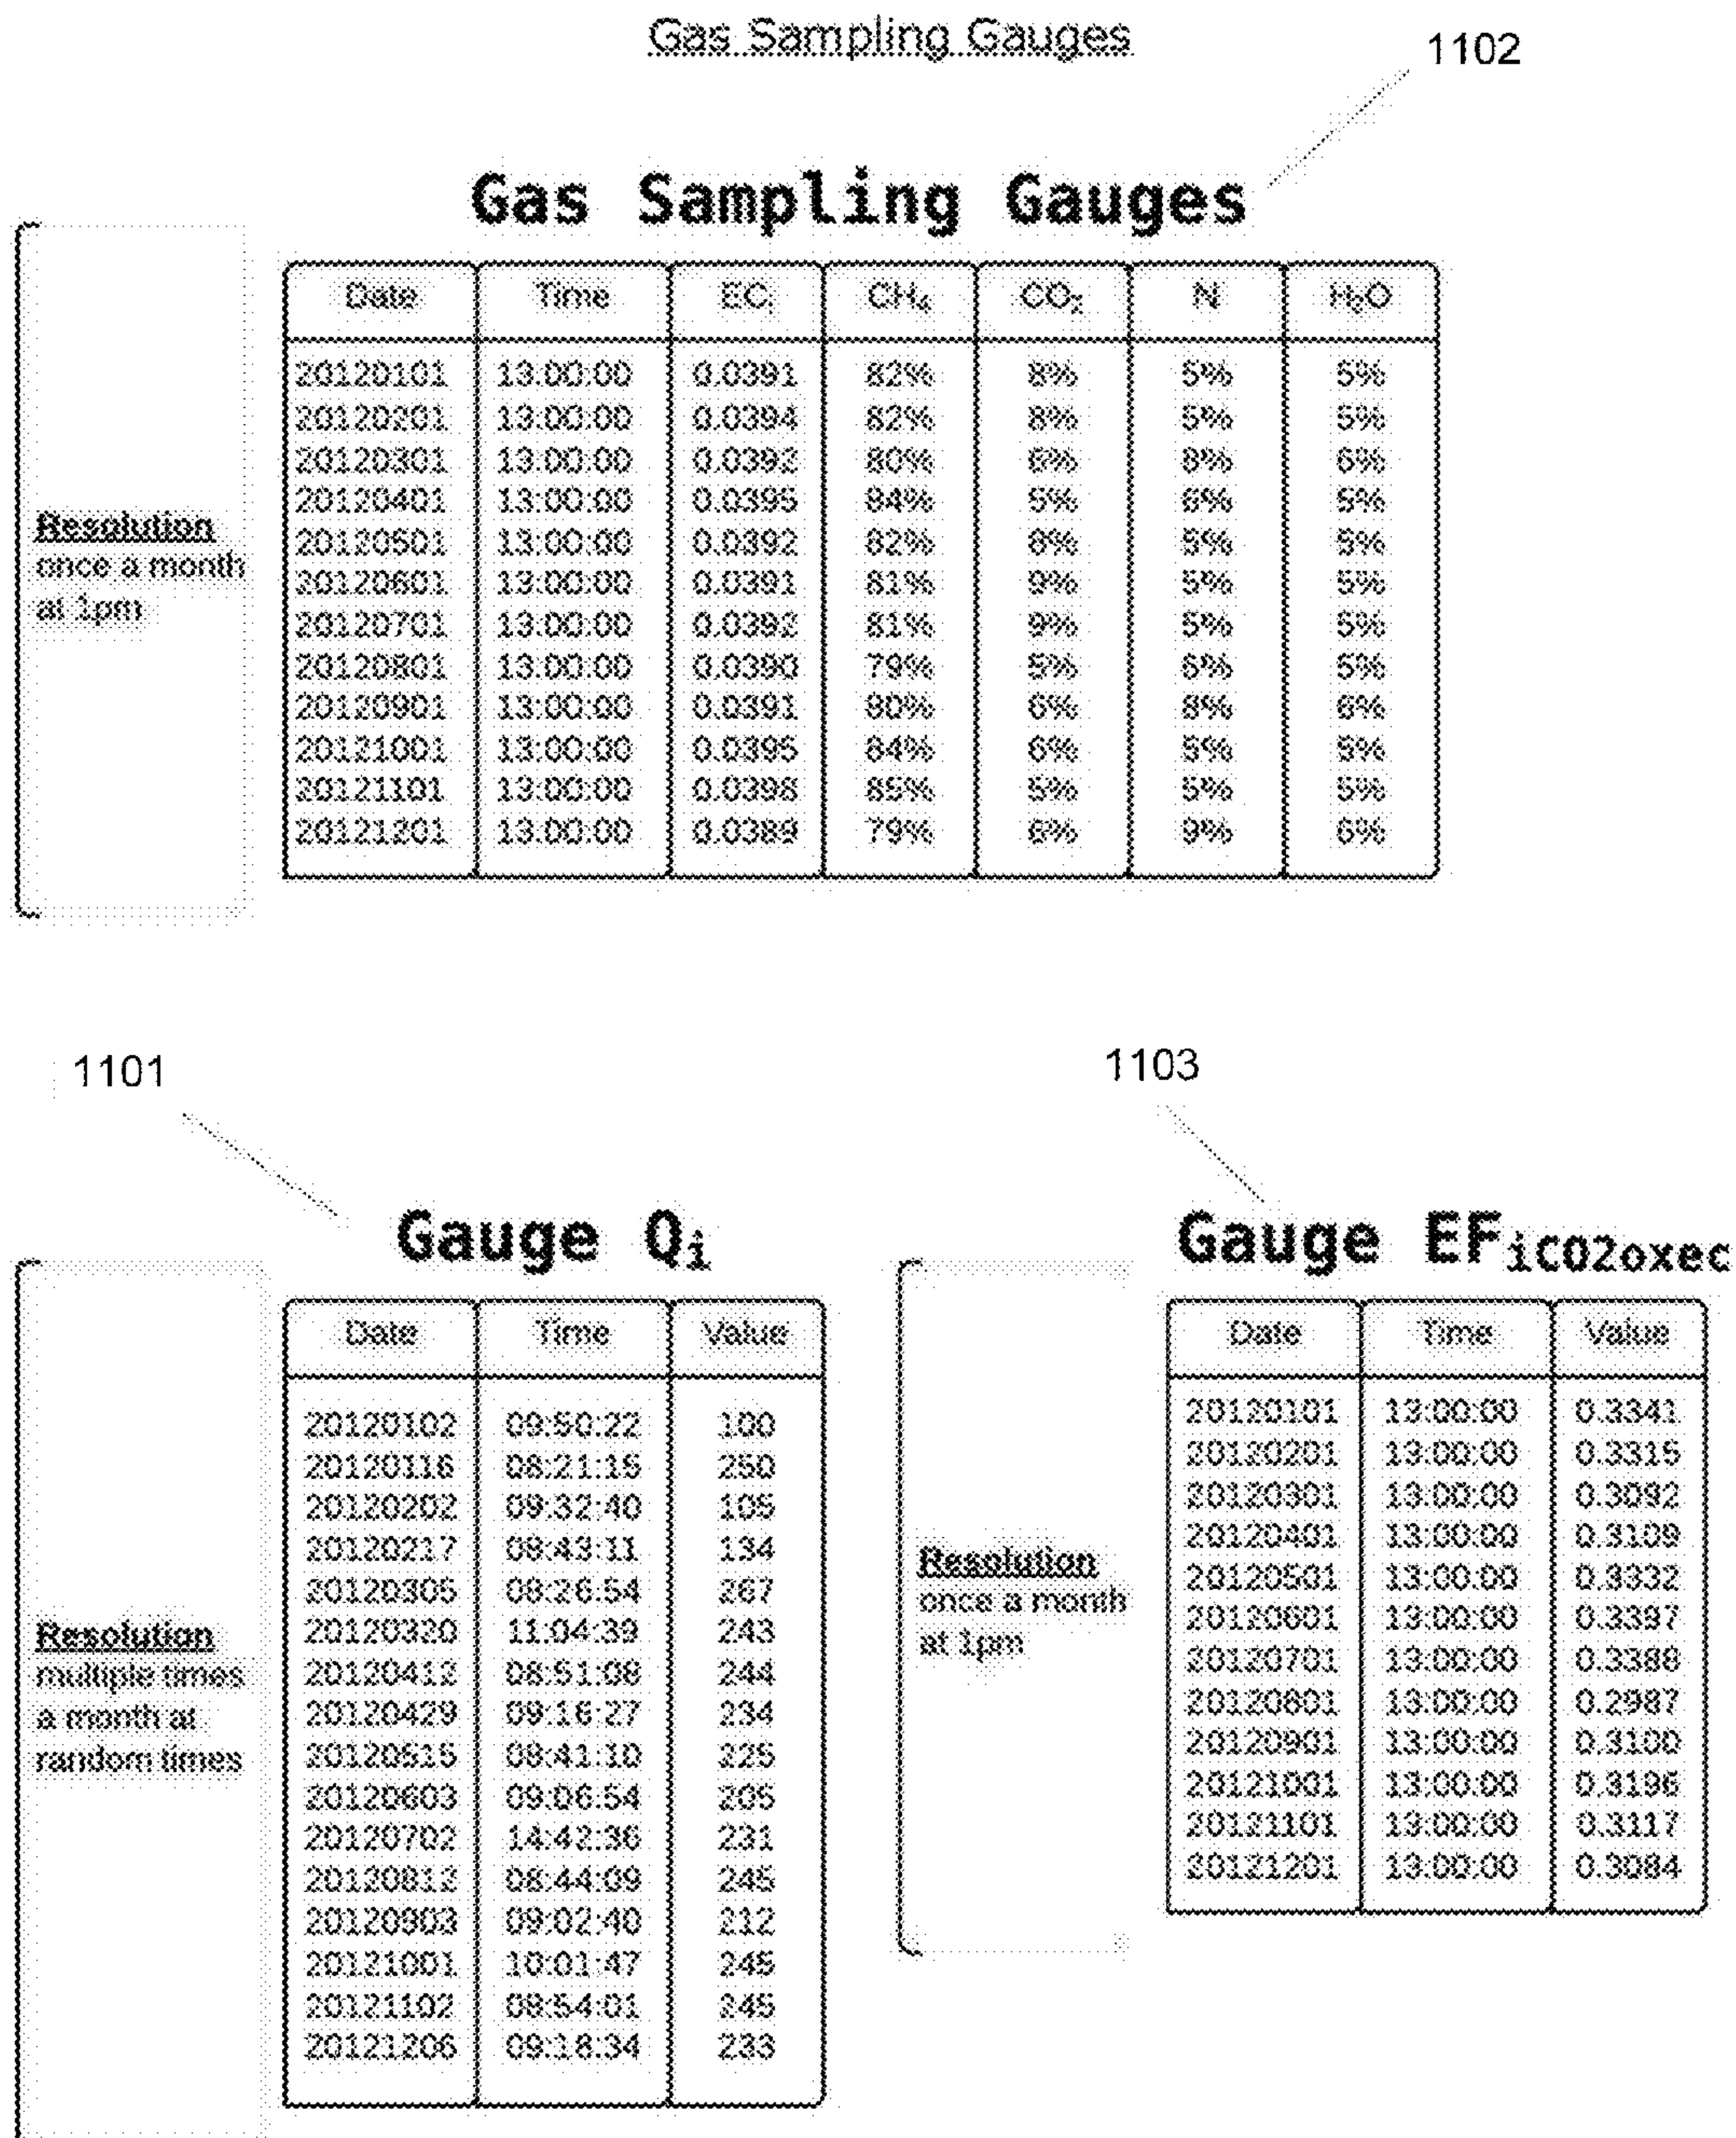 Gas Sampling Gauges
1102
Gas Sampling Gauges
Date Time ECi CH4 CO2 N H2O
20120101 13:00:00 0.0391 82% 8% 5% 5%
20120201 13:00:00 0.0394 82% 8% 5% 5%
20120301 13:00:00 0.0392 80% 6% 8% 6%
20120401 13:00:00 0.0395 84% 5% 6% 5%
20120501 13:00:00 0.0392 82% 8% 5% 5%
20120601 13:00:00 0.0391 81% 9% 5% 5%
20120701 13:00:00 0.0392 81% 9% 5% 5%
20120801 13:00:00 0.0390 79% 5% 6% 5%
20120901 13:00:00 0.0391 80% 6% 8% 6%
20121001 13:00:00 0.0395 84% 6% 5% 5%
20121101 13:00:00 0.0398 85% 5% 5% 5%
20121201 13:00:00 0.0389 79% 6% 9% 6%
Resolution
once a month
at 1pm
1101
Gauge Qi
Date Time Value
20120102 09:50:22 100
20120116 08:21:15 250
20120202 09:32:40 105
20120217 134
20120305 08:26:54 267
20120320 11:04:39 243
20120412 08:51:08 244
20120429 09:16:27 234
20120515 08:41:10 225
20120603 09:06:54 205
20120702 14:42:36 231
20120812 08:44:09 245
20120903 09:02:40 212
20121001 10:01:47 245
20121102 08:54:01 245
20121206 09:18:34 233
Resolution
multiple times
a month at
random times
1103
Gauge EFiCO2oxec
Date Time Value
20120101 13:00:00 0.3341
20120201 13:00:00 0.3315
20120301 13:00:00 0.3092
20120401 13:00:00 0.3109
20120501 13:00:00 0.3332
20120601 13:00:00 0.3397
20120701 13:00:00
20120801 13:00:00 0.2987
20120901 13:00:00 0.3100
20121001 13:00:00 0.3196
20121101 13:00:00 0.3117
20121201 13:00:00 0.3084
Resolution
once a month
at 1pm